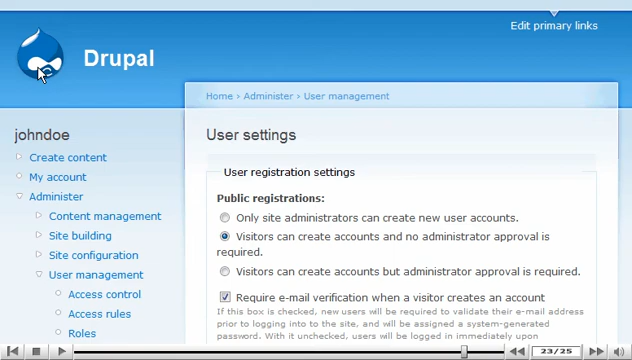 Edit primary links
Drupal
Home › Administer › User management
johndoe
Create content
My account
Administer
Content management
Site building
Site configuration
User management
Access control
Access rules
Roles
User settings
User registration settings
Public registrations:
Only site administrators can create new user accounts.
Visitors can create accounts and no administrator approval is
required.
Visitors can create accounts but administrator approval is required.
Require e-mail verification when a visitor creates an account
If this box is checked, new users will be required to validate their e-mail address
prior to logging into to the site, and will be assigned a system-generated
password. With it unchecked, users will be logged in immediately upon
23/25